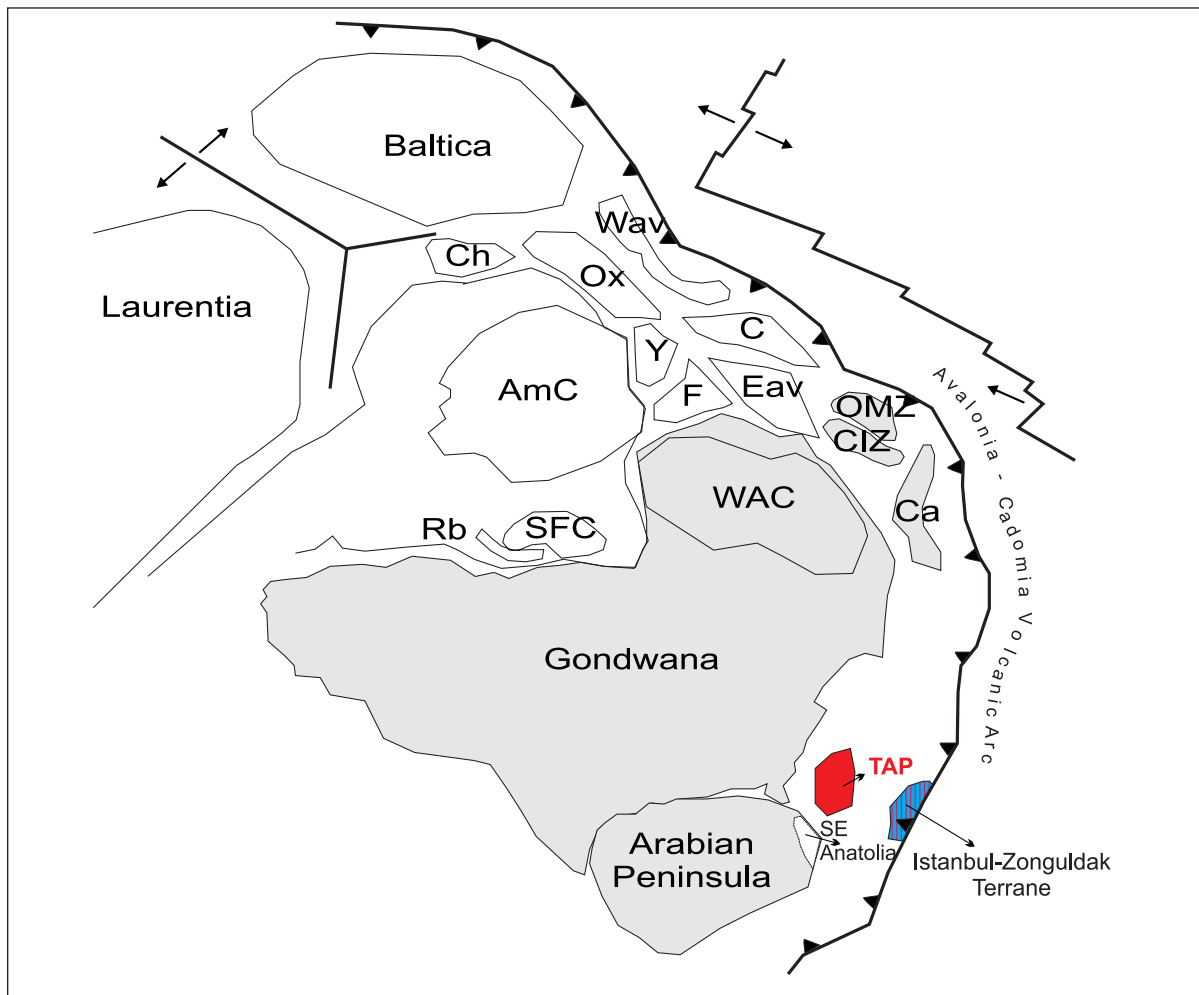 Baltica
Wav
Ch
Ox
Laurentia
C
Y
AmC
F
Eav
OMZ
CIZ
Avalonia - Cadomia Volcanic Arc
WAC
Ca
Rb
SFC
Gondwana
TAP
SE
Anatolia
Arabian
Peninsula
Istanbul-Zonguldak
Terrane